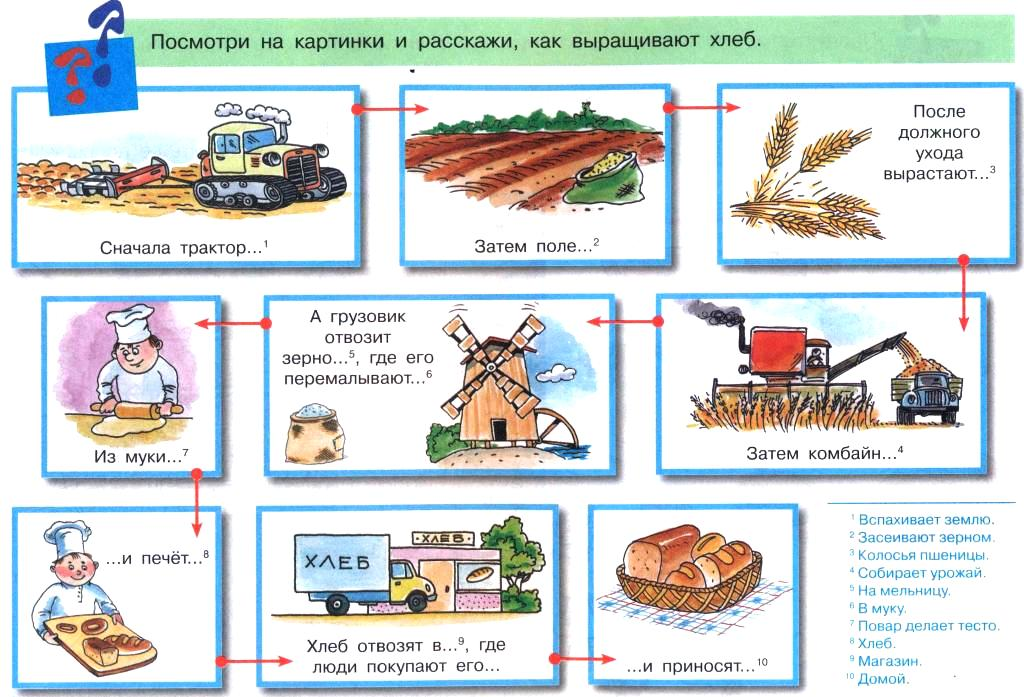 Посмотри на картинки и расскажи, как выращивают хлеб.
Сначала трактор...¹
Затем поле...²
После
должного
ухода
вырастают...³
Затем комбайн...⁴
А грузовик
отвозит
зерно...⁵, где его
перемалывают...⁶
Из муки...⁷
...и печёт...⁸
ХЛЕБ
ХЛЕБ
Хлеб отвозят в...⁹, где
люди покупают его...
...и приносят...¹⁰
¹ Вспахивает землю.
² Засеивают зерном.
³ Колосья пшеницы.
⁴ Собирает урожай.
⁵ На мельницу.
⁶ В муку.
⁷ Повар делает тесто.
⁸ Хлеб.
⁹ Магазин.
¹⁰ Домой.